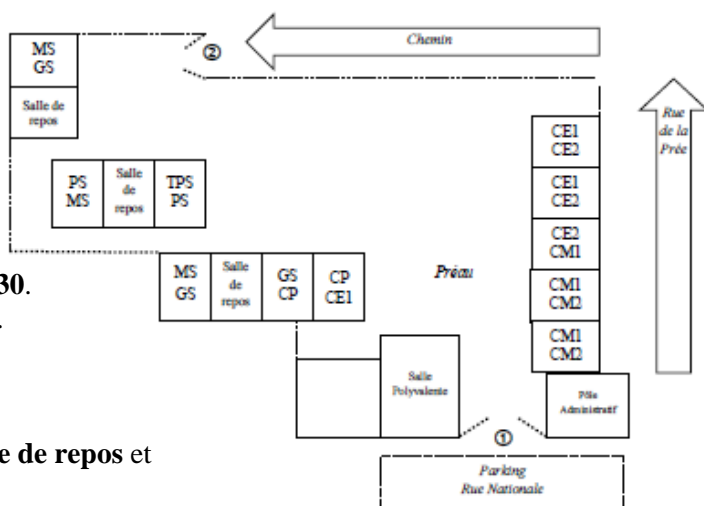 MS
GS
②
Chemin
Salle de
repos
Rue
de la
Prée
CE1
CE2
PS
MS
Salle
de
repos
TPS
PS
CE1
CE2
CE2
CM1
MS
GS
Salle
de
repos
GS
CP
CP
CE1
Préau
30.
.
CM1
CM2
CM1
CM2
Salle
Polyvalente
Pôle
Administratif
①
e de repos et
Parking
Rue Nationale